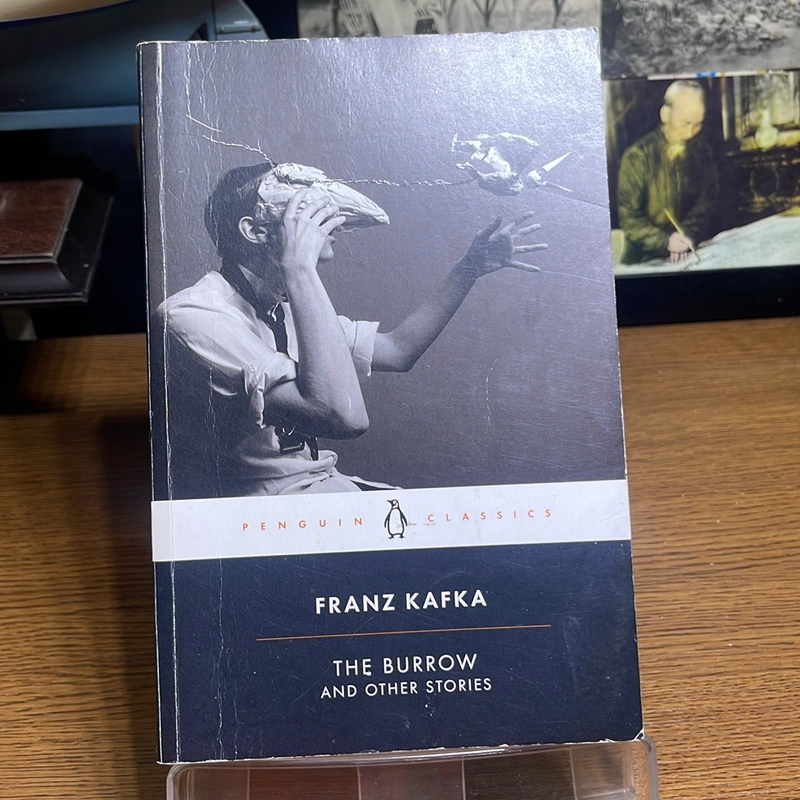 PENGUIN CLASSICS
FRANZ KAFKA
THE BURROW
AND OTHER STORIES